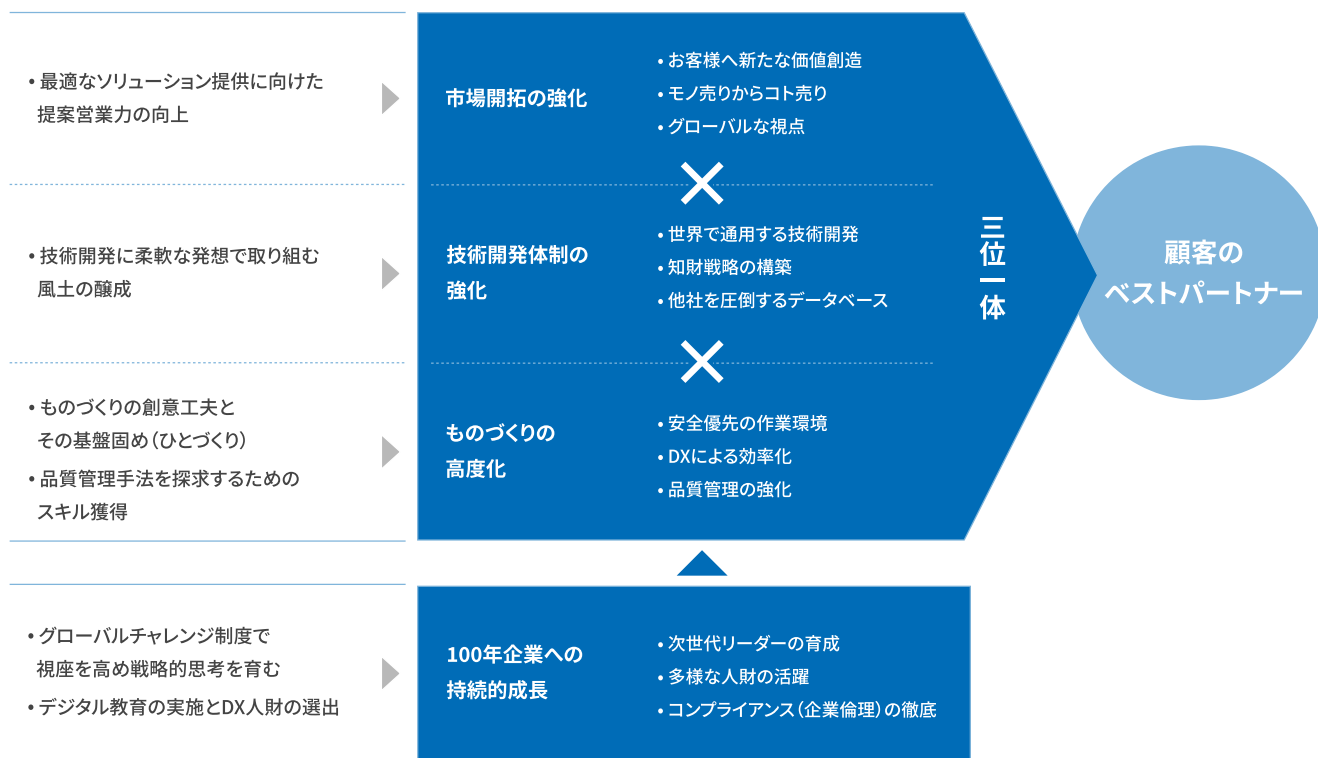 • 最適なソリューション提供に向けた
提案営業力の向上
市場開拓の強化
• お客様へ新たな価値創造
• モノ売りからコト売り
• グローバルな視点
×
• 技術開発に柔軟な発想で取り組む
風土の醸成
技術開発体制の
強化
• 世界で通用する技術開発
• 知財戦略の構築
• 他社を圧倒するデータベース
×
• ものづくりの創意工夫と
その基盤固め（ひとづくり）
• 品質管理手法を探求するための
スキル獲得
ものづくりの
高度化
• 安全優先の作業環境
• DXによる効率化
• 品質管理の強化
三位一体
顧客の
ベストパートナー
• グローバルチャレンジ制度で
視座を高め戦略的思考を育む
• デジタル教育の実施とDX人財の選出
100年企業への
持続的成長
• 次世代リーダーの育成
• 多様な人財の活躍
• コンプライアンス（企業倫理）の徹底